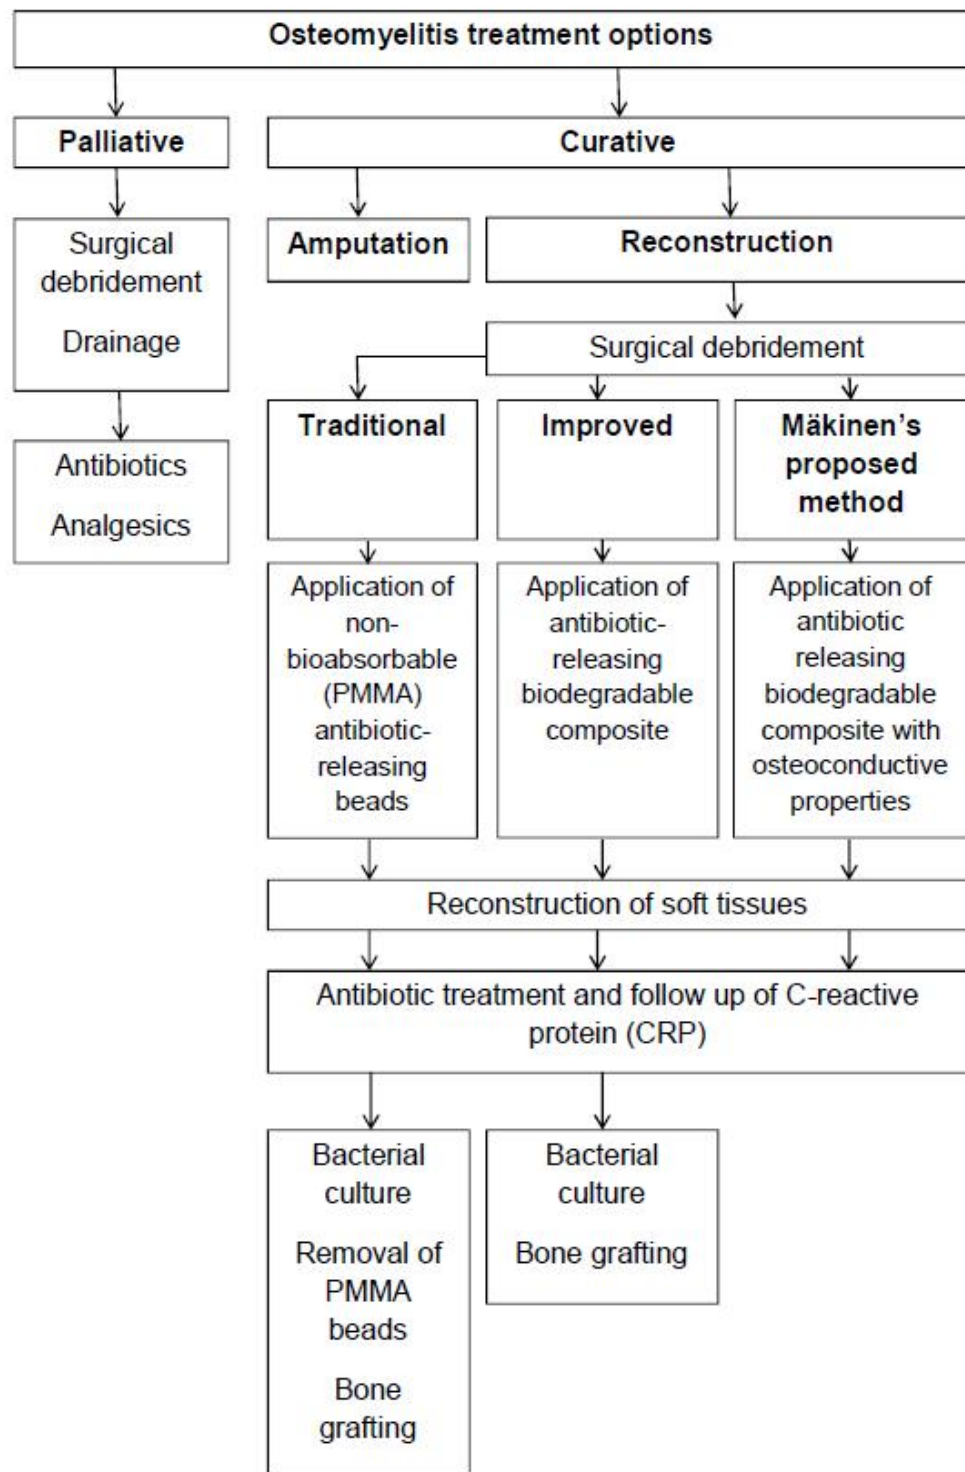 Osteomyelitis treatment options
Palliative
Curative
Surgical
debridement
Drainage
Amputation
Reconstruction
Surgical debridement
Antibiotics
Analgesics
Traditional
Improved
Mäkinen's
proposed
method
Application of
non-
bioabsorbable
(PMMA)
antibiotic-
releasing
beads
Application of
antibiotic-
releasing
biodegradable
composite
Application of
antibiotic
releasing
biodegradable
composite with
osteoconductive
properties
Reconstruction of soft tissues
Antibiotic treatment and follow up of C-reactive
protein (CRP)
Bacterial
culture
Removal of
PMMA
beads
Bone
grafting
Bacterial
culture
Bone grafting